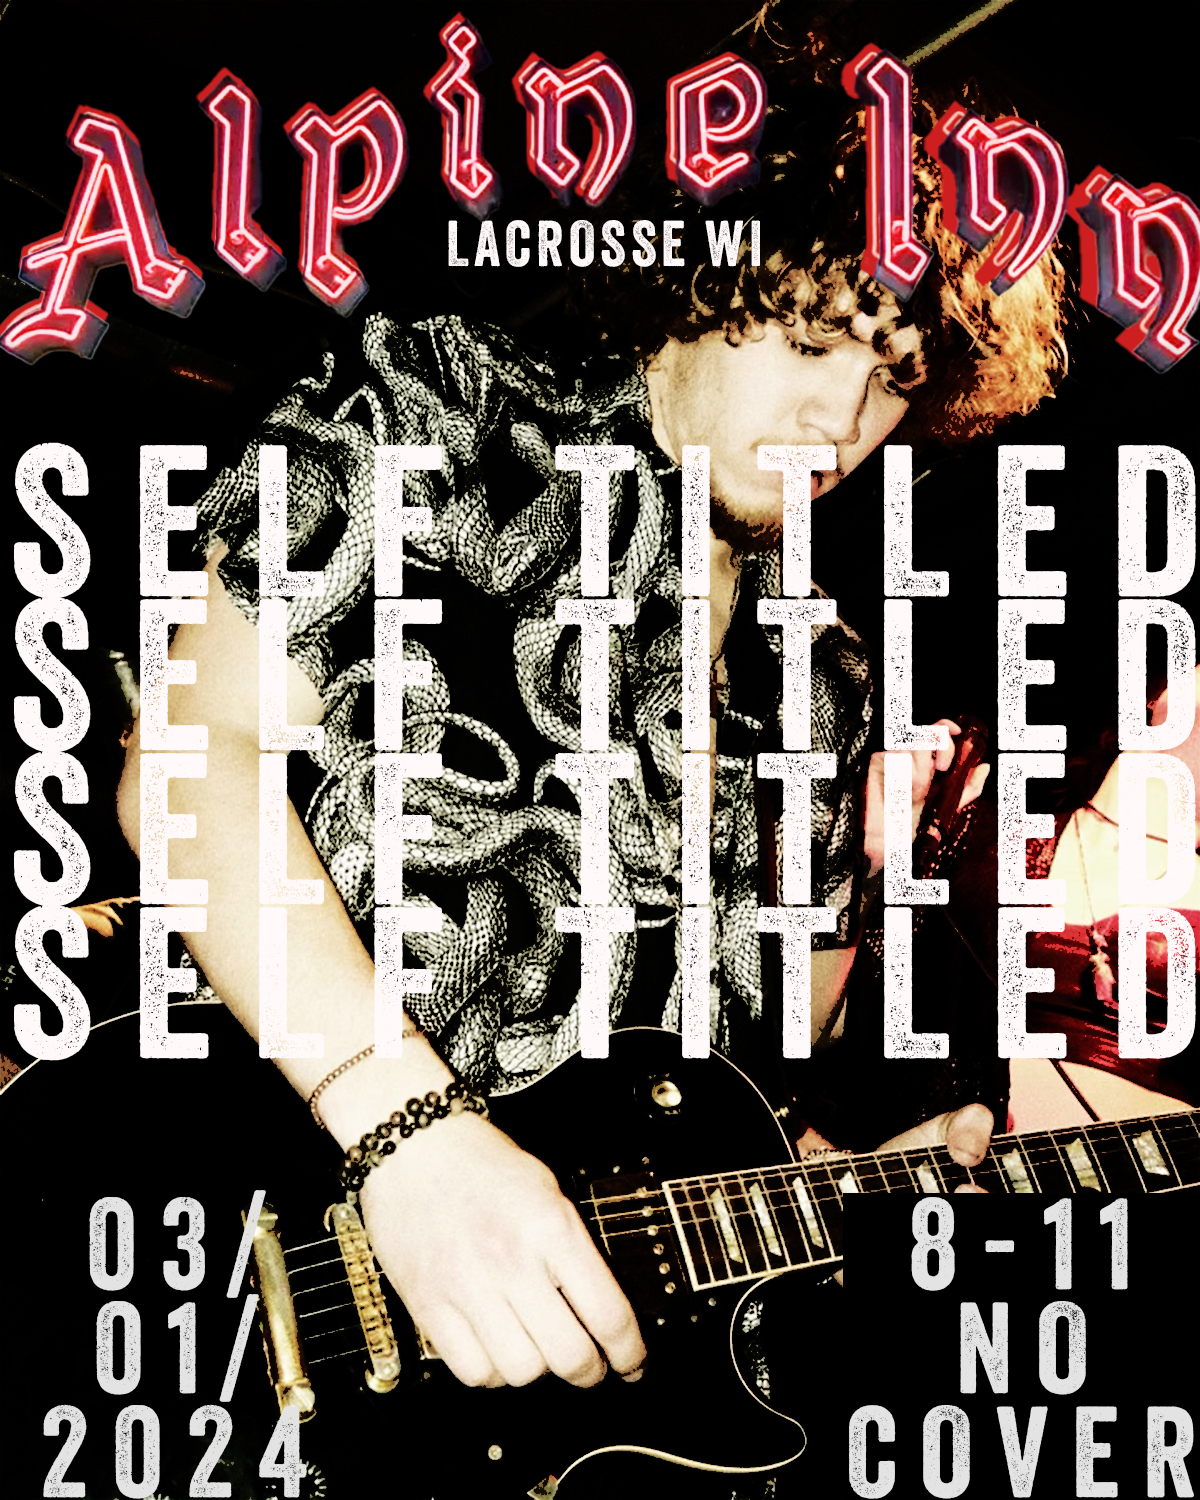 Alpine Inn
LACROSSE WI
SELF TITLED
SELF TITLED
SELF TITLED
SELF TITLED
03/
01/
2024
8-11
NO
COVER